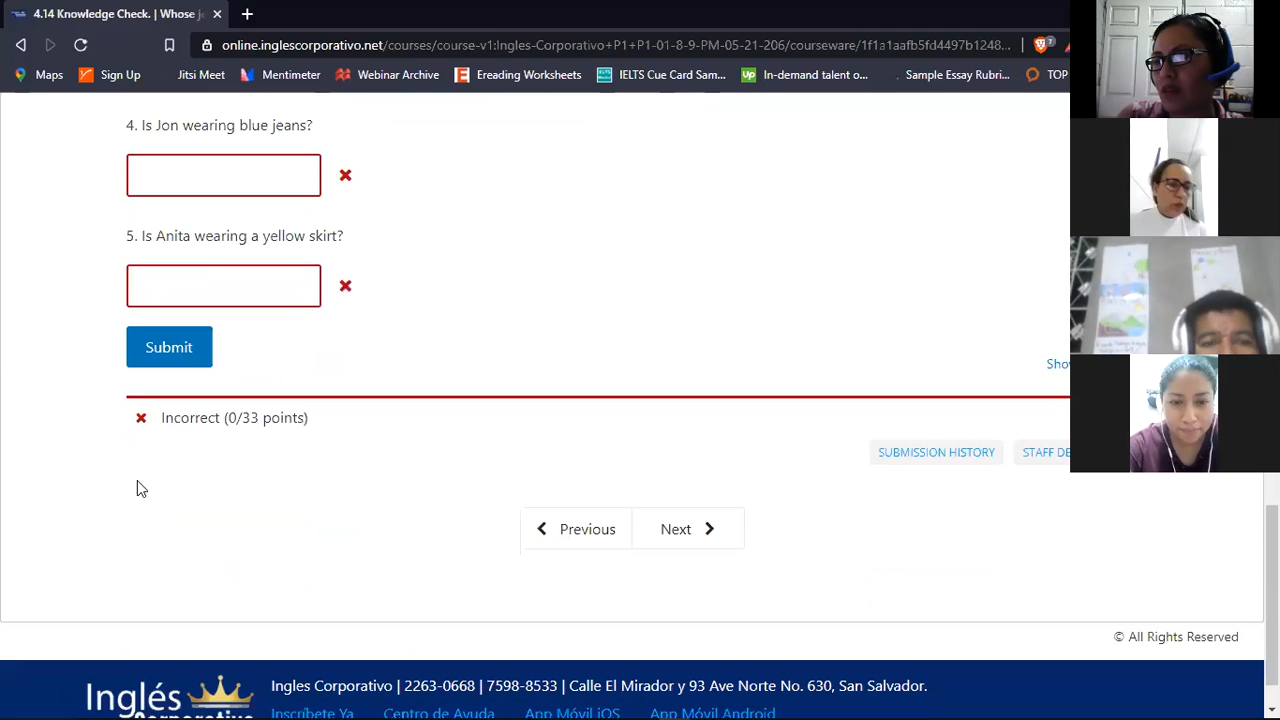 4.14 Knowledge Check. | Whose j
online.inglescorporativo.net/courses/course-v1:Ingles-Corporativo+P1+P1-01-8-9-PM-05-21-206/courseware/1f1a1aafb5fd4497b1248...
Maps Sign Up Jitsi Meet Mentimeter Webinar Archive Ereading Worksheets IELTS Cue Card Sam... In-demand talent o... Sample Essay Rubri... TOP
4. Is Jon wearing blue jeans?
5. Is Anita wearing a yellow skirt?
Submit
Sho
Incorrect (0/33 points)
SUBMISSION HISTORY STAFF DE
Previous Next
© All Rights Reserved
Inglés Corporativo
Ingles Corporativo | 2263-0668 | 7598-8533 | Calle El Mirador y 93 Ave Norte No. 630, San Salvador.
Inscríbete Ya Centro de Ayuda App Móvil iOS App Móvil Android